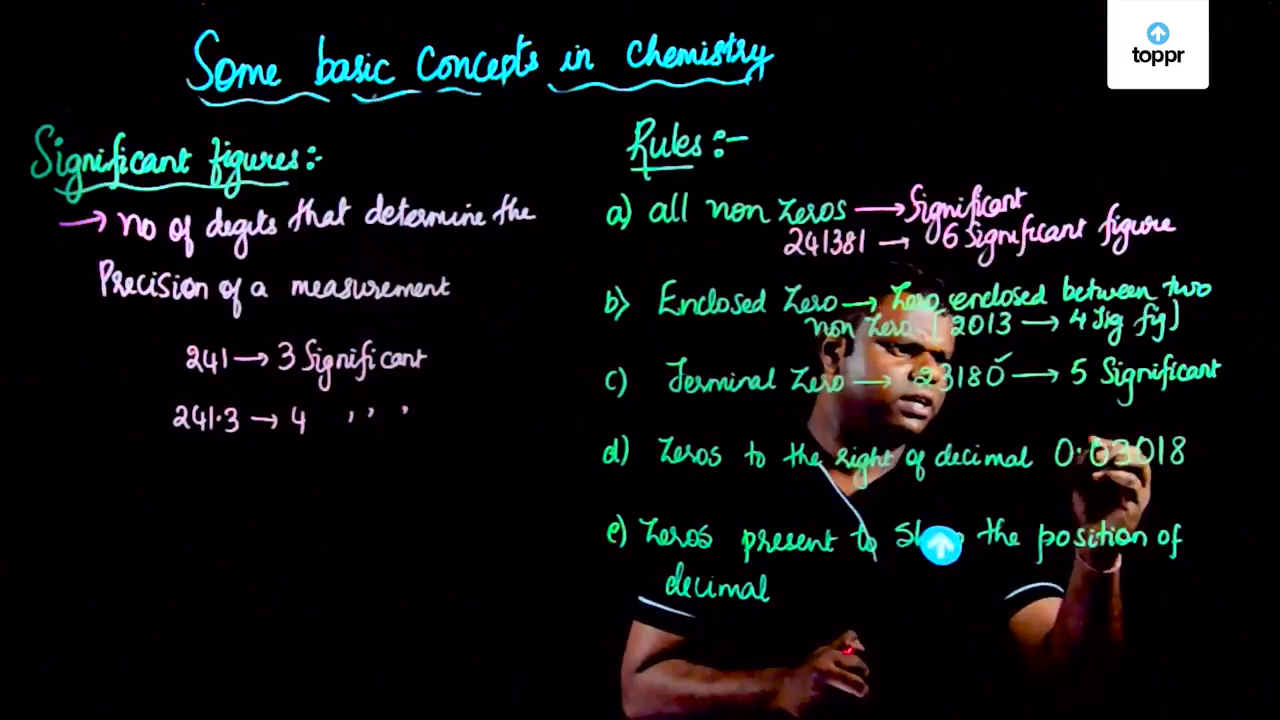 toppr
Some basic Concepts in Chemistry
Significant figures :-
→ no of degits that determine the
Precision of a measurement
241 → 3 Significant
241.3 → 4 " "
Rules :-
a) all non zeros → Significant
241381 → 6 Significant figure
b) Enclosed Zero → Zero enclosed between two
non Zero (2013 → 4 sig fig)
c) Terminal Zero → 23180 → 5 Significant
d) Zeros to the right of decimal 0.03018
e) Zeros present to the position of
decimal